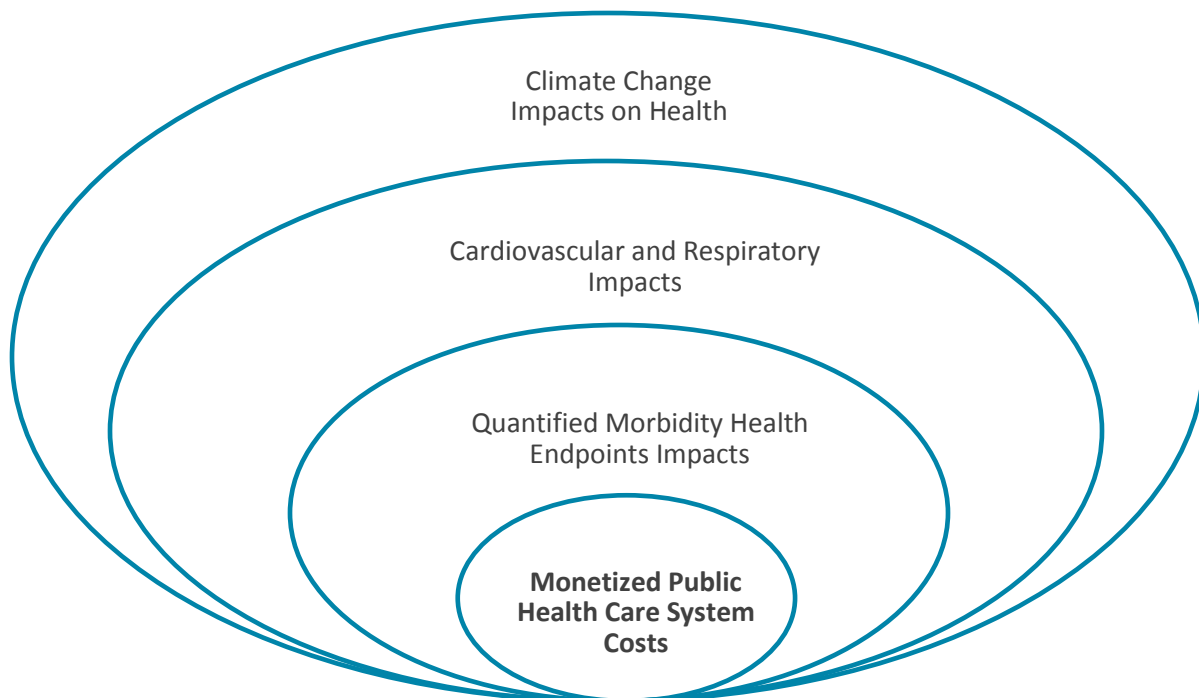 Climate Change
Impacts on Health
Cardiovascular and Respiratory
Impacts
Quantified Morbidity Health
Endpoints Impacts
Monetized Public
Health Care System
Costs